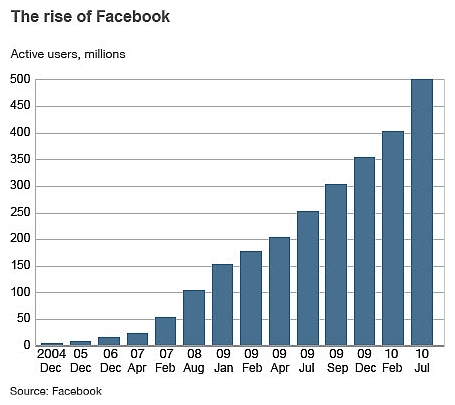 The rise of Facebook
Active users, millions
500
450
400
350
300
250
200
150
100
50
0
2004 05 06 07 07 08 09 09 09 09 09 09 10 10
Dec Dec Dec Apr Feb Aug Jan Feb Apr Jul Sep Dec Feb Jul
Source: Facebook